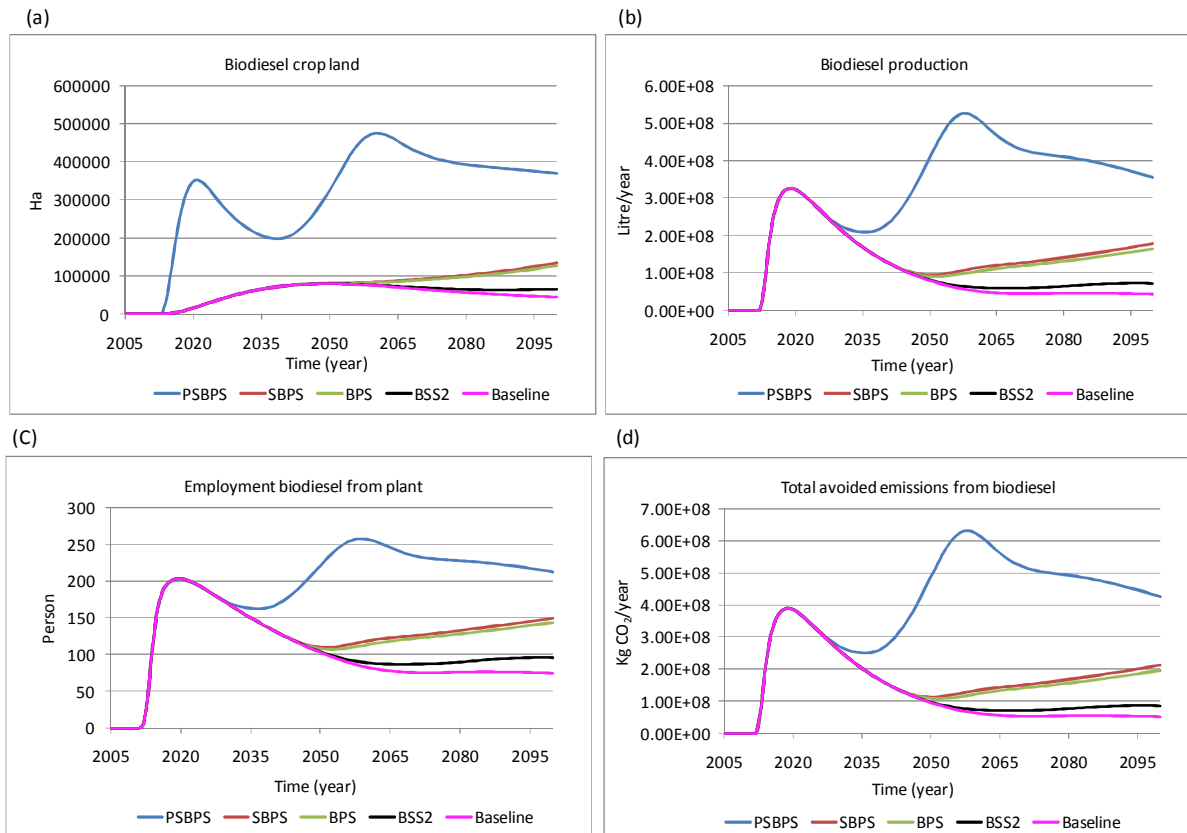 (a)
Biodiesel crop land
600000
500000
400000
300000
200000
100000
0
Ha
2005 2020 2035 2050 2065 2080 2095
Time (year)
PSBPS SBPS BPS BSS2 Baseline
(b)
Biodiesel production
6.00E+08
5.00E+08
4.00E+08
3.00E+08
2.00E+08
1.00E+08
0.00E+00
Litre/year
2005 2020 2035 2050 2065 2080 2095
Time (year)
PSBPS SBPS BPS BSS2 Baseline
(C)
Employment biodiesel from plant
300
250
200
150
100
50
0
Person
2005 2020 2035 2050 2065 2080 2095
Time (year)
PSBPS SBPS BPS BSS2 Baseline
(d)
Total avoided emissions from biodiesel
7.00E+08
6.00E+08
5.00E+08
4.00E+08
3.00E+08
2.00E+08
1.00E+08
0.00E+00
Kg CO₂/year
2005 2020 2035 2050 2065 2080 2095
Time (year)
PSBPS SBPS BPS BSS2 Baseline